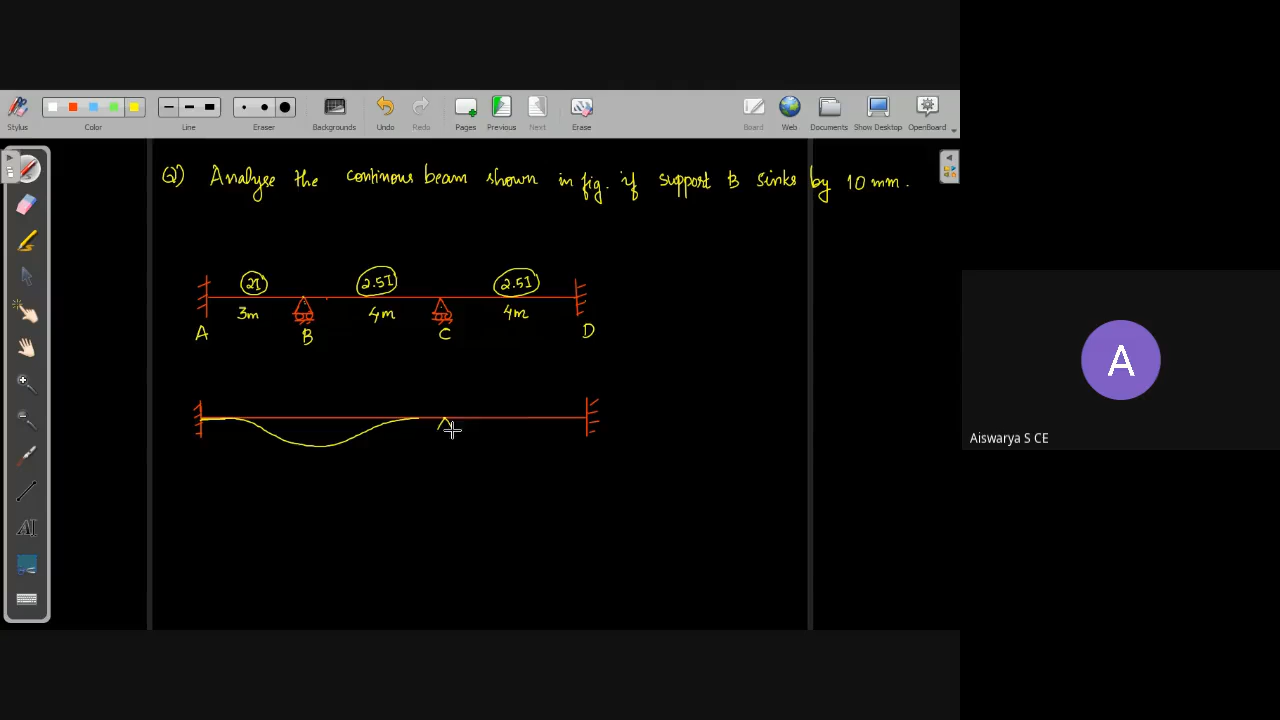 Stylus Color Line Eraser Backgrounds Undo Redo Pages Previous Next Erase Board Web Documents Show Desktop OpenBoard
Q) Analyse the continous beam shown in fig. if support B sinks by 10 mm.
2I 2.5I 2.5I
3m 4m 4m
A B C D
A
Aiswarya S CE